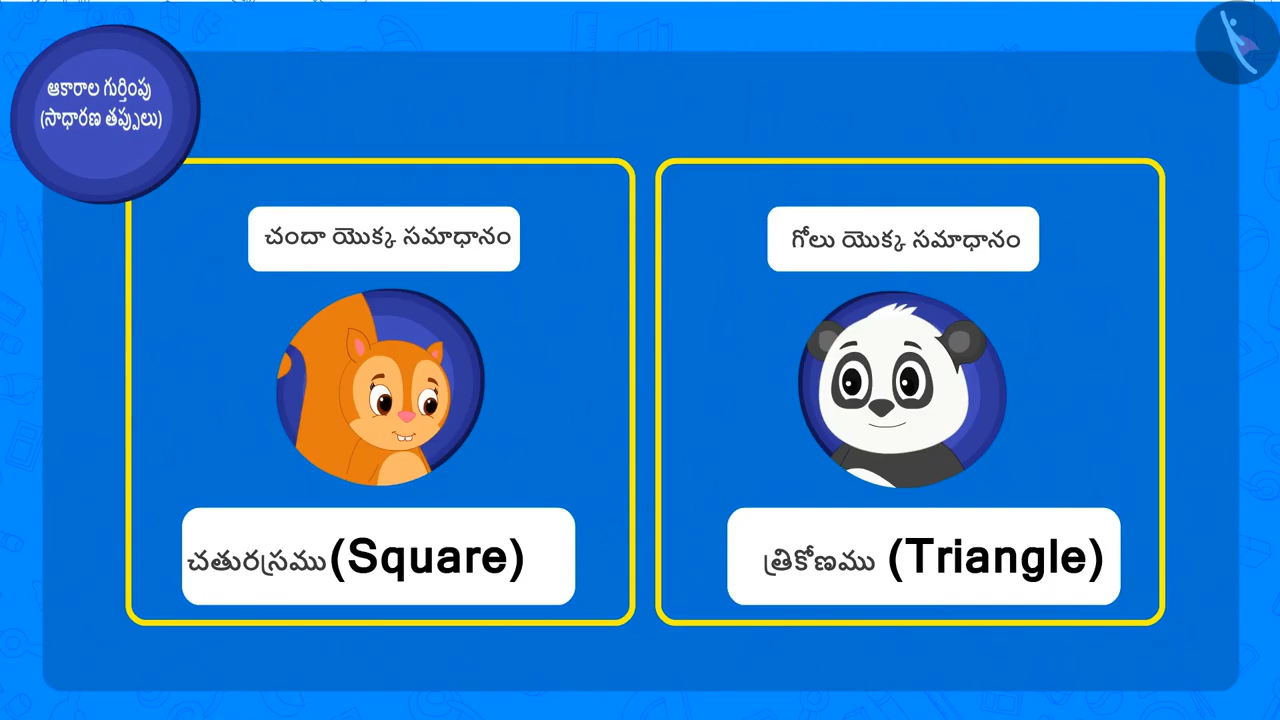 ఆకారాల గుర్తింపు
(సాధారణ తప్పులు)
చందా యొక్క సమాధానం
గోలు యొక్క సమాధానం
చతురస్రము(Square)
త్రికోణము (Triangle)